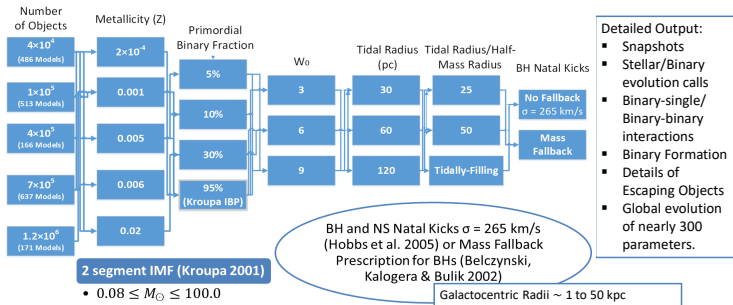 Number
of Objects
4×10⁴
(486 Models)
1×10⁵
(513 Models)
4×10⁵
(166 Models)
7×10⁵
(637 Models)
1.2×10⁶
(171 Models)
Metallicity (Z)
2×10⁻⁴
0.001
0.005
0.006
0.02
Primordial
Binary Fraction
5%
10%
30%
95%
(Kroupa IBP)
W₀
3
6
9
Tidal Radius
(pc)
30
60
120
Tidal Radius/Half-
Mass Radius
25
50
Tidally-Filling
BH Natal Kicks
No Fallback
σ = 265 km/s
Mass
Fallback
Detailed Output:
▪ Snapshots
▪ Stellar/Binary
evolution calls
▪ Binary-single/
Binary-binary
interactions
▪ Binary Formation
▪ Details of
Escaping Objects
▪ Global evolution
of nearly 300
parameters.
2 segment IMF (Kroupa 2001)
• 0.08 ≤ M⊙ ≤ 100.0
BH and NS Natal Kicks σ = 265 km/s
(Hobbs et al. 2005) or Mass Fallback
Prescription for BHs (Belczynski,
Kalogera & Bulik 2002)
Galactocentric Radii ~ 1 to 50 kpc